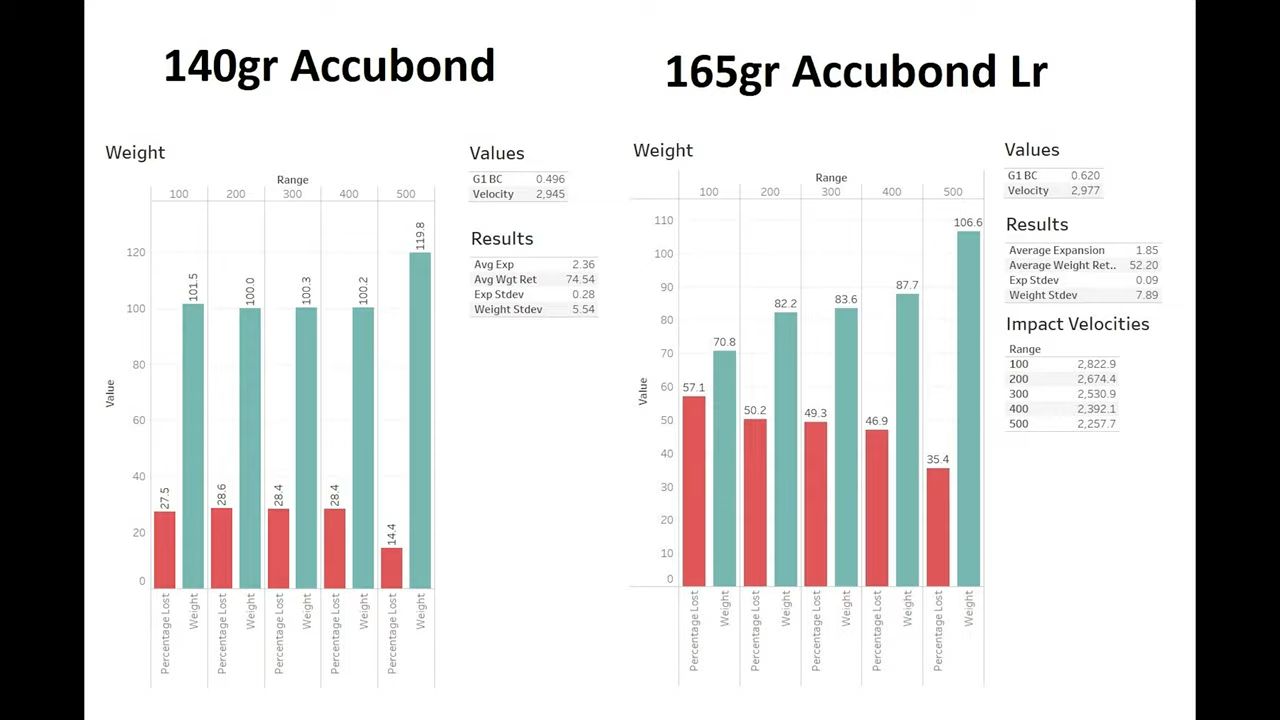 140gr Accubond
165gr Accubond Lr
Weight
Range
100 200 300 400 500
Value
120
100
80
60
40
20
0
27.5 101.5 28.6 100.0 28.4 100.3 28.4 100.2 14.4 119.8
Percentage Lost Weight Percentage Lost Weight Percentage Lost Weight Percentage Lost Weight Percentage Lost Weight
Values
G1 BC 0.496
Velocity 2,945
Results
Avg Exp 2.36
Avg Wgt Ret 74.54
Exp Stdev 0.28
Weight Stdev 5.54
Weight
Range
100 200 300 400 500
Value
110
100
90
80
70
60
50
40
30
20
10
0
57.1 70.8 50.2 82.2 49.3 83.6 46.9 87.7 35.4 106.6
Percentage Lost Weight Percentage Lost Weight Percentage Lost Weight Percentage Lost Weight Percentage Lost Weight
Values
G1 BC 0.620
Velocity 2,977
Results
Average Expansion 1.85
Average Weight Ret.. 52.20
Exp Stdev 0.09
Weight Stdev 7.89
Impact Velocities
Range
100 2,822.9
200 2,674.4
300 2,530.9
400 2,392.1
500 2,257.7